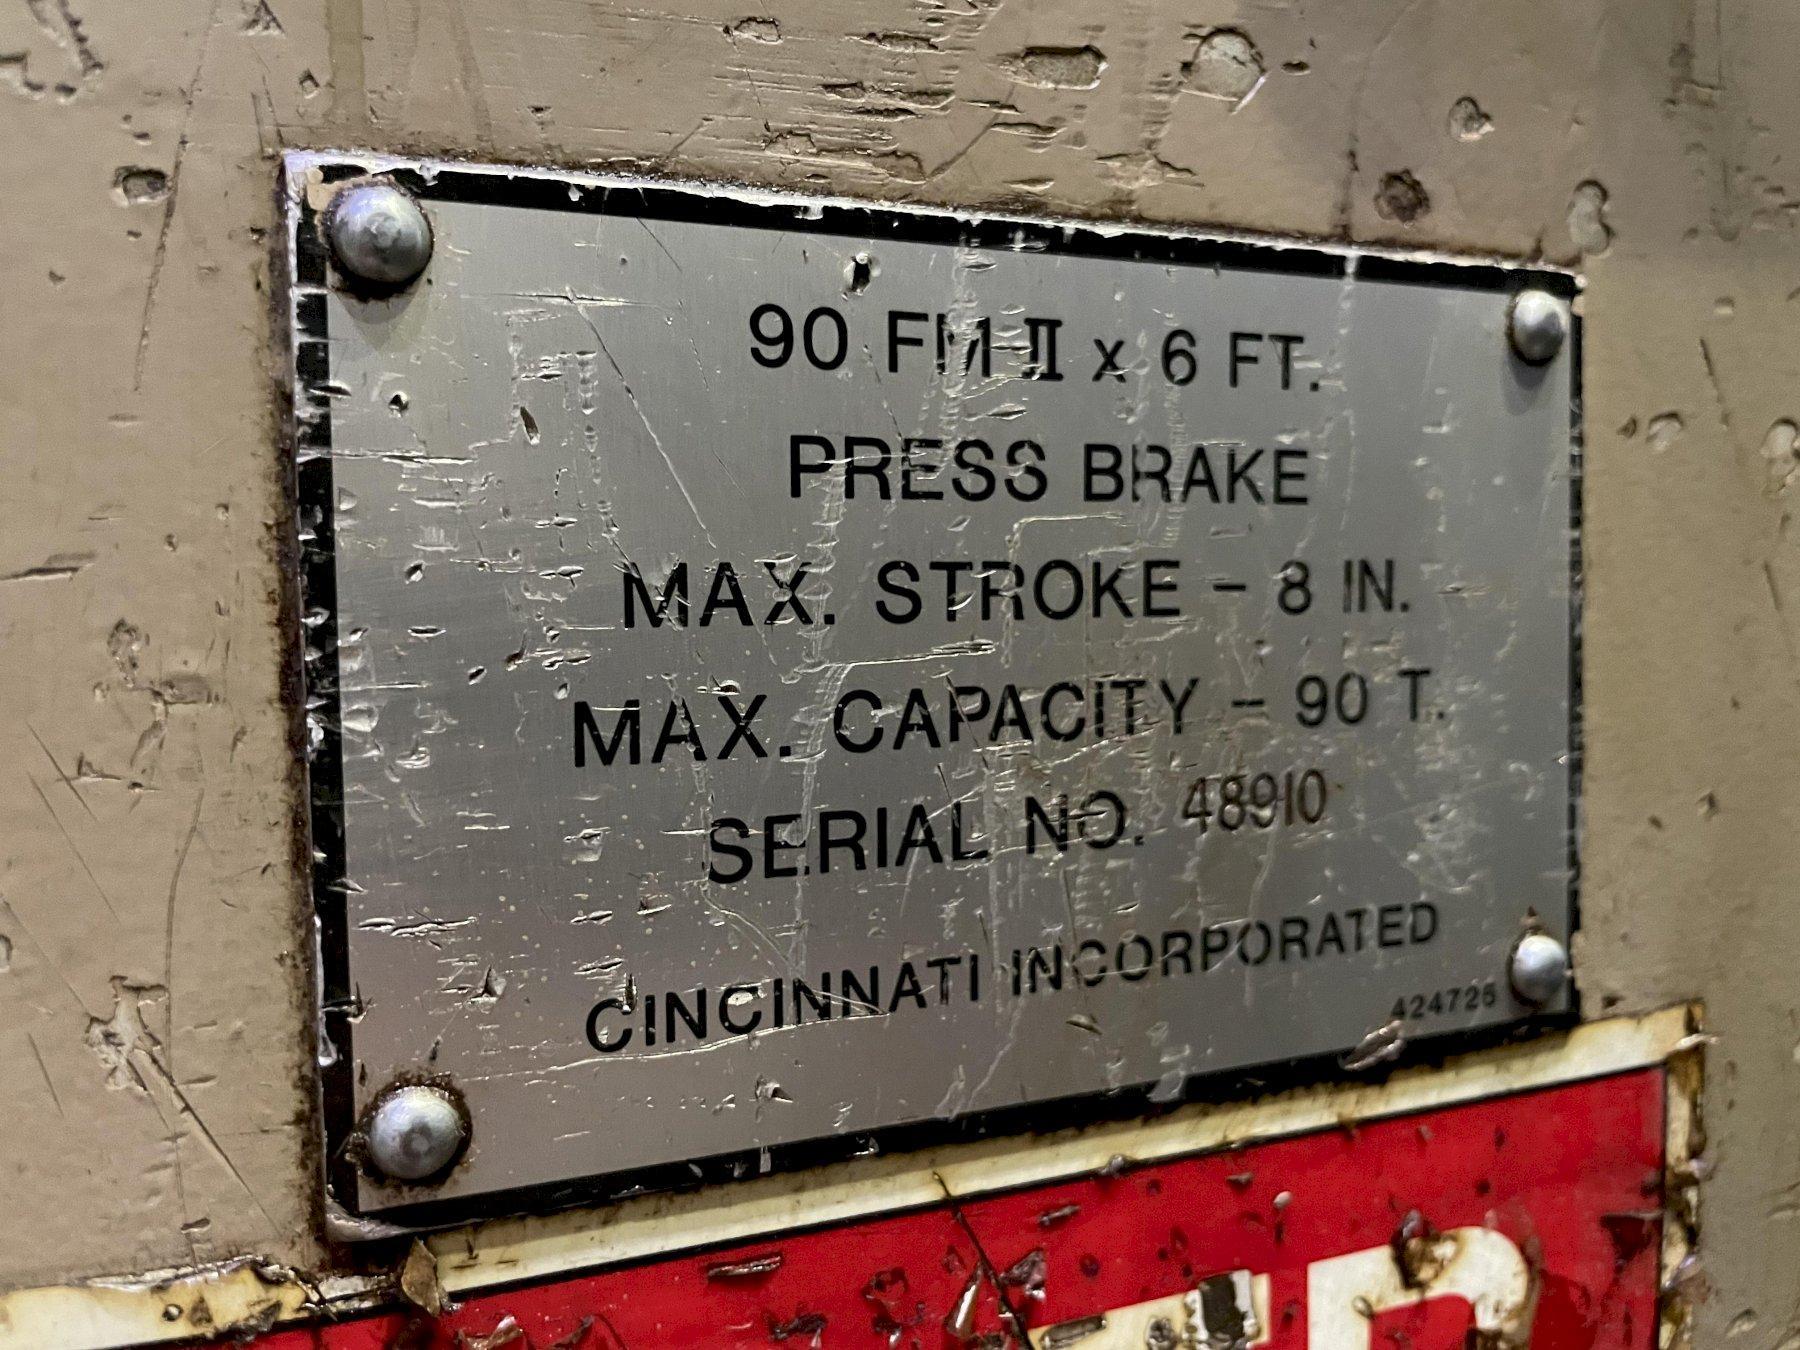 90 FM II x 6 FT.
PRESS BRAKE
MAX. STROKE - 8 IN.
MAX. CAPACITY - 90 T.
SERIAL NO. 48910
CINCINNATI INCORPORATED
424725